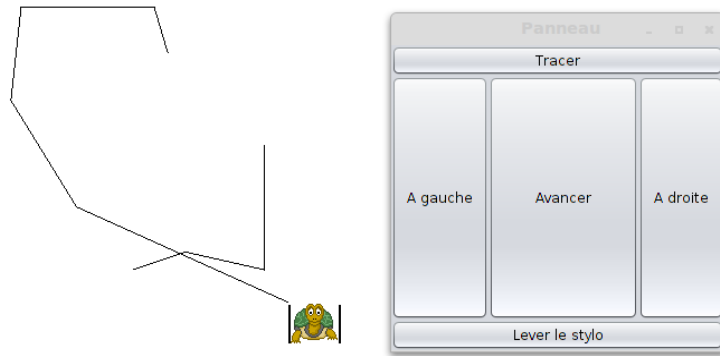 Panneau
Tracer
A gauche
Avancer
A droite
Lever le stylo